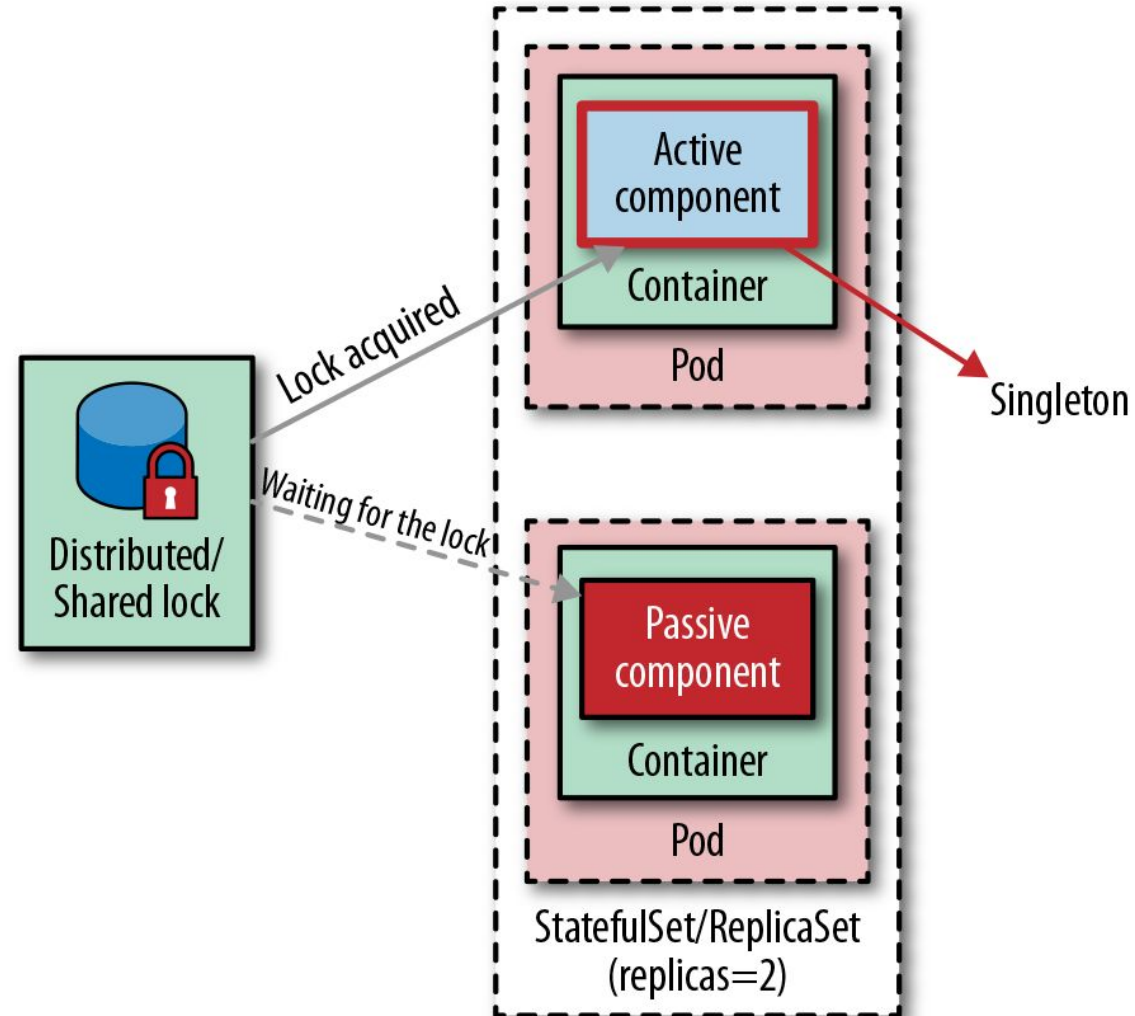 Active
component
Container
Pod
Lock acquired
Singleton
Waiting for the lock
Distributed/
Shared lock
Passive
component
Container
Pod
StatefulSet/ReplicaSet
(replicas=2)